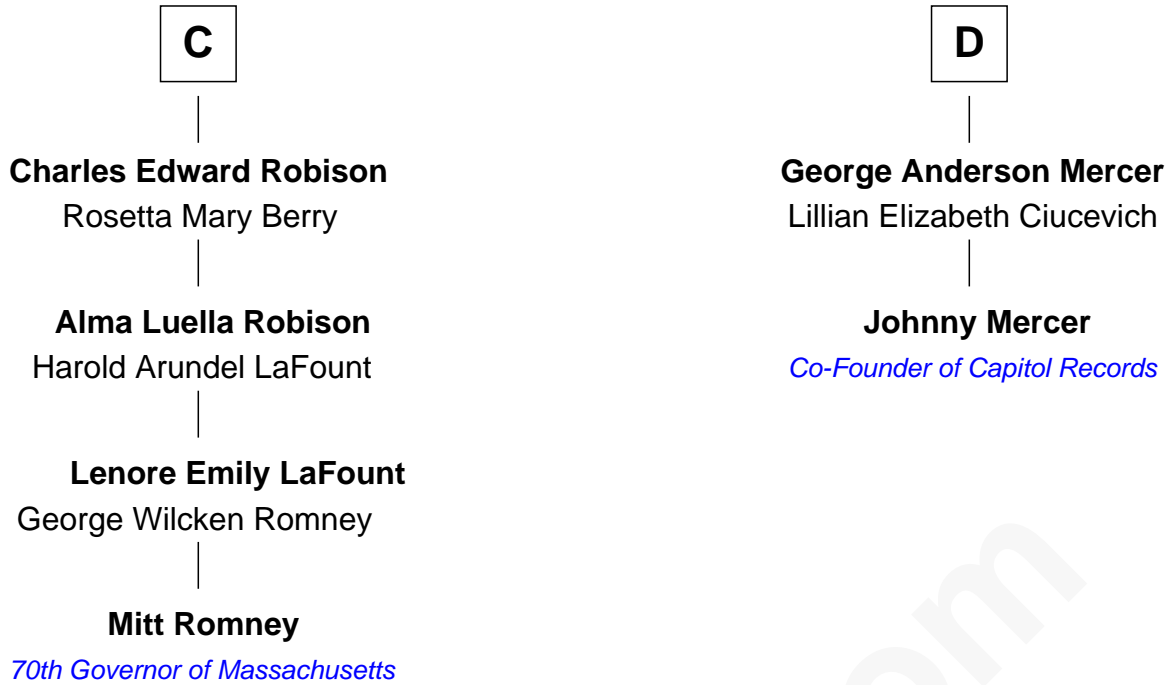 C
Charles Edward Robison
Rosetta Mary Berry
Alma Luella Robison
Harold Arundel LaFount
Lenore Emily LaFount
George Wilcken Romney
Mitt Romney
70th Governor of Massachusetts
D
George Anderson Mercer
Lillian Elizabeth Ciucevich
Johnny Mercer
Co-Founder of Capitol Records
om